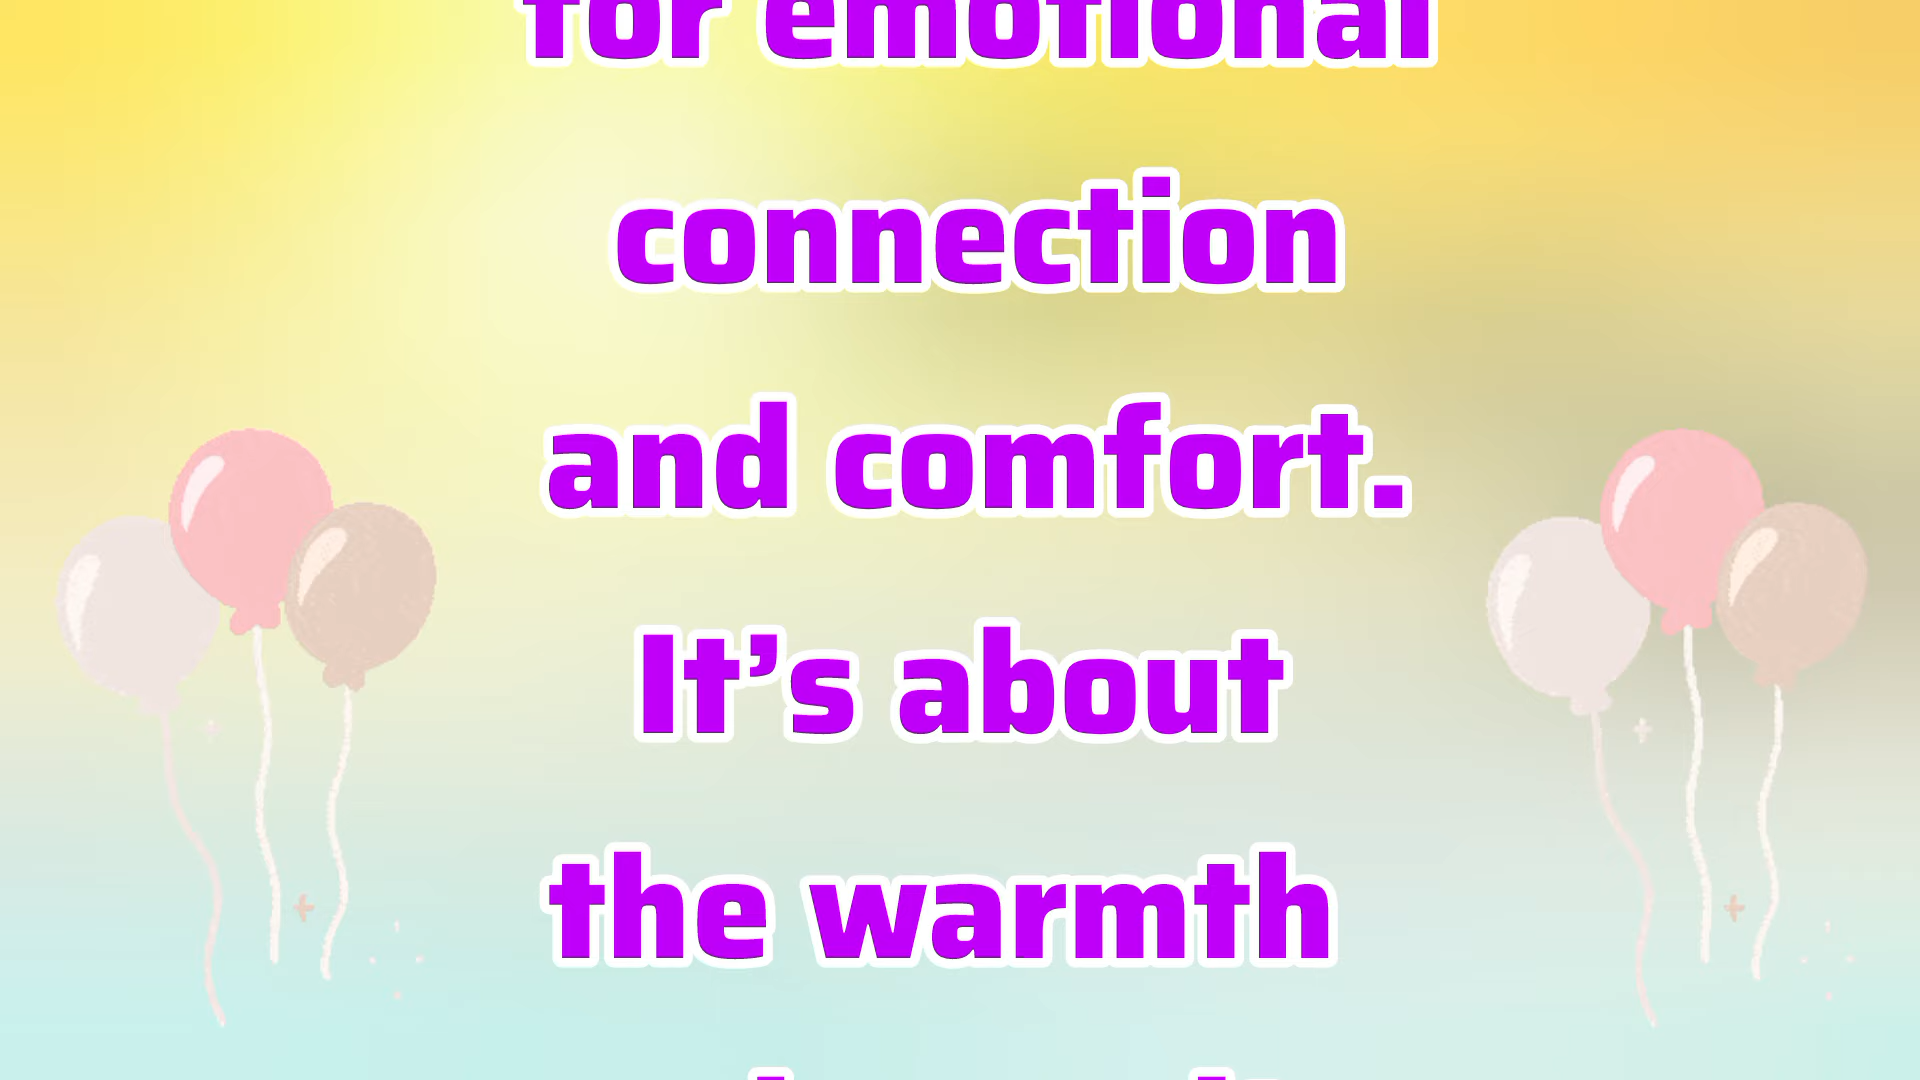 for emotional
connection
and comfort.
It’s about
the warmth